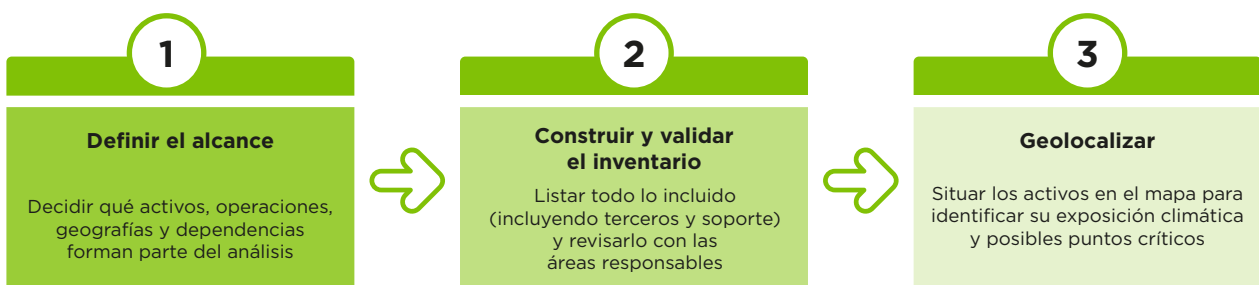 1
Definir el alcance
Decidir qué activos, operaciones,
geografías y dependencias
forman parte del análisis
2
Construir y validar
el inventario
Listar todo lo incluido
(incluyendo terceros y soporte)
y revisarlo con las
áreas responsables
3
Geolocalizar
Situar los activos en el mapa para
identificar su exposición climática
y posibles puntos críticos